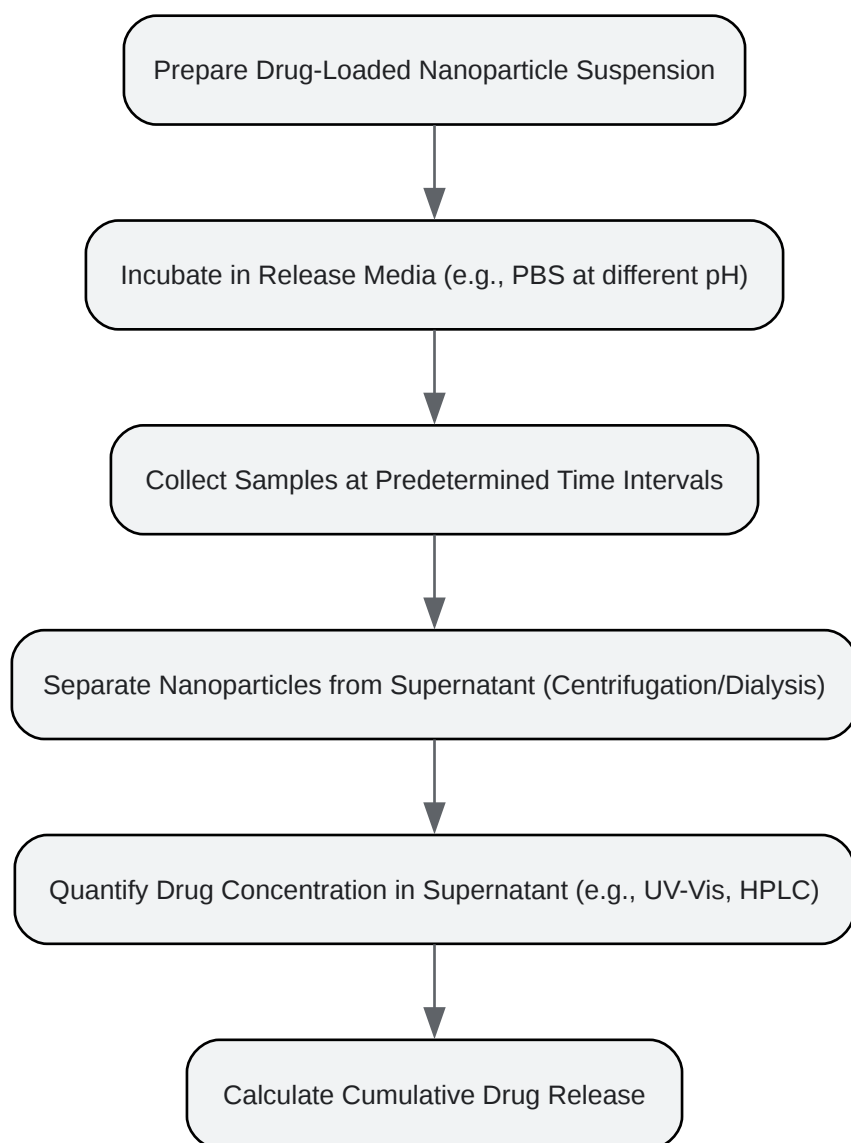 Prepare Drug-Loaded Nanoparticle Suspension
Incubate in Release Media (e.g., PBS at different pH)
Collect Samples at Predetermined Time Intervals
Separate Nanoparticles from Supernatant (Centrifugation/Dialysis)
Quantify Drug Concentration in Supernatant (e.g., UV-Vis, HPLC)
Calculate Cumulative Drug Release